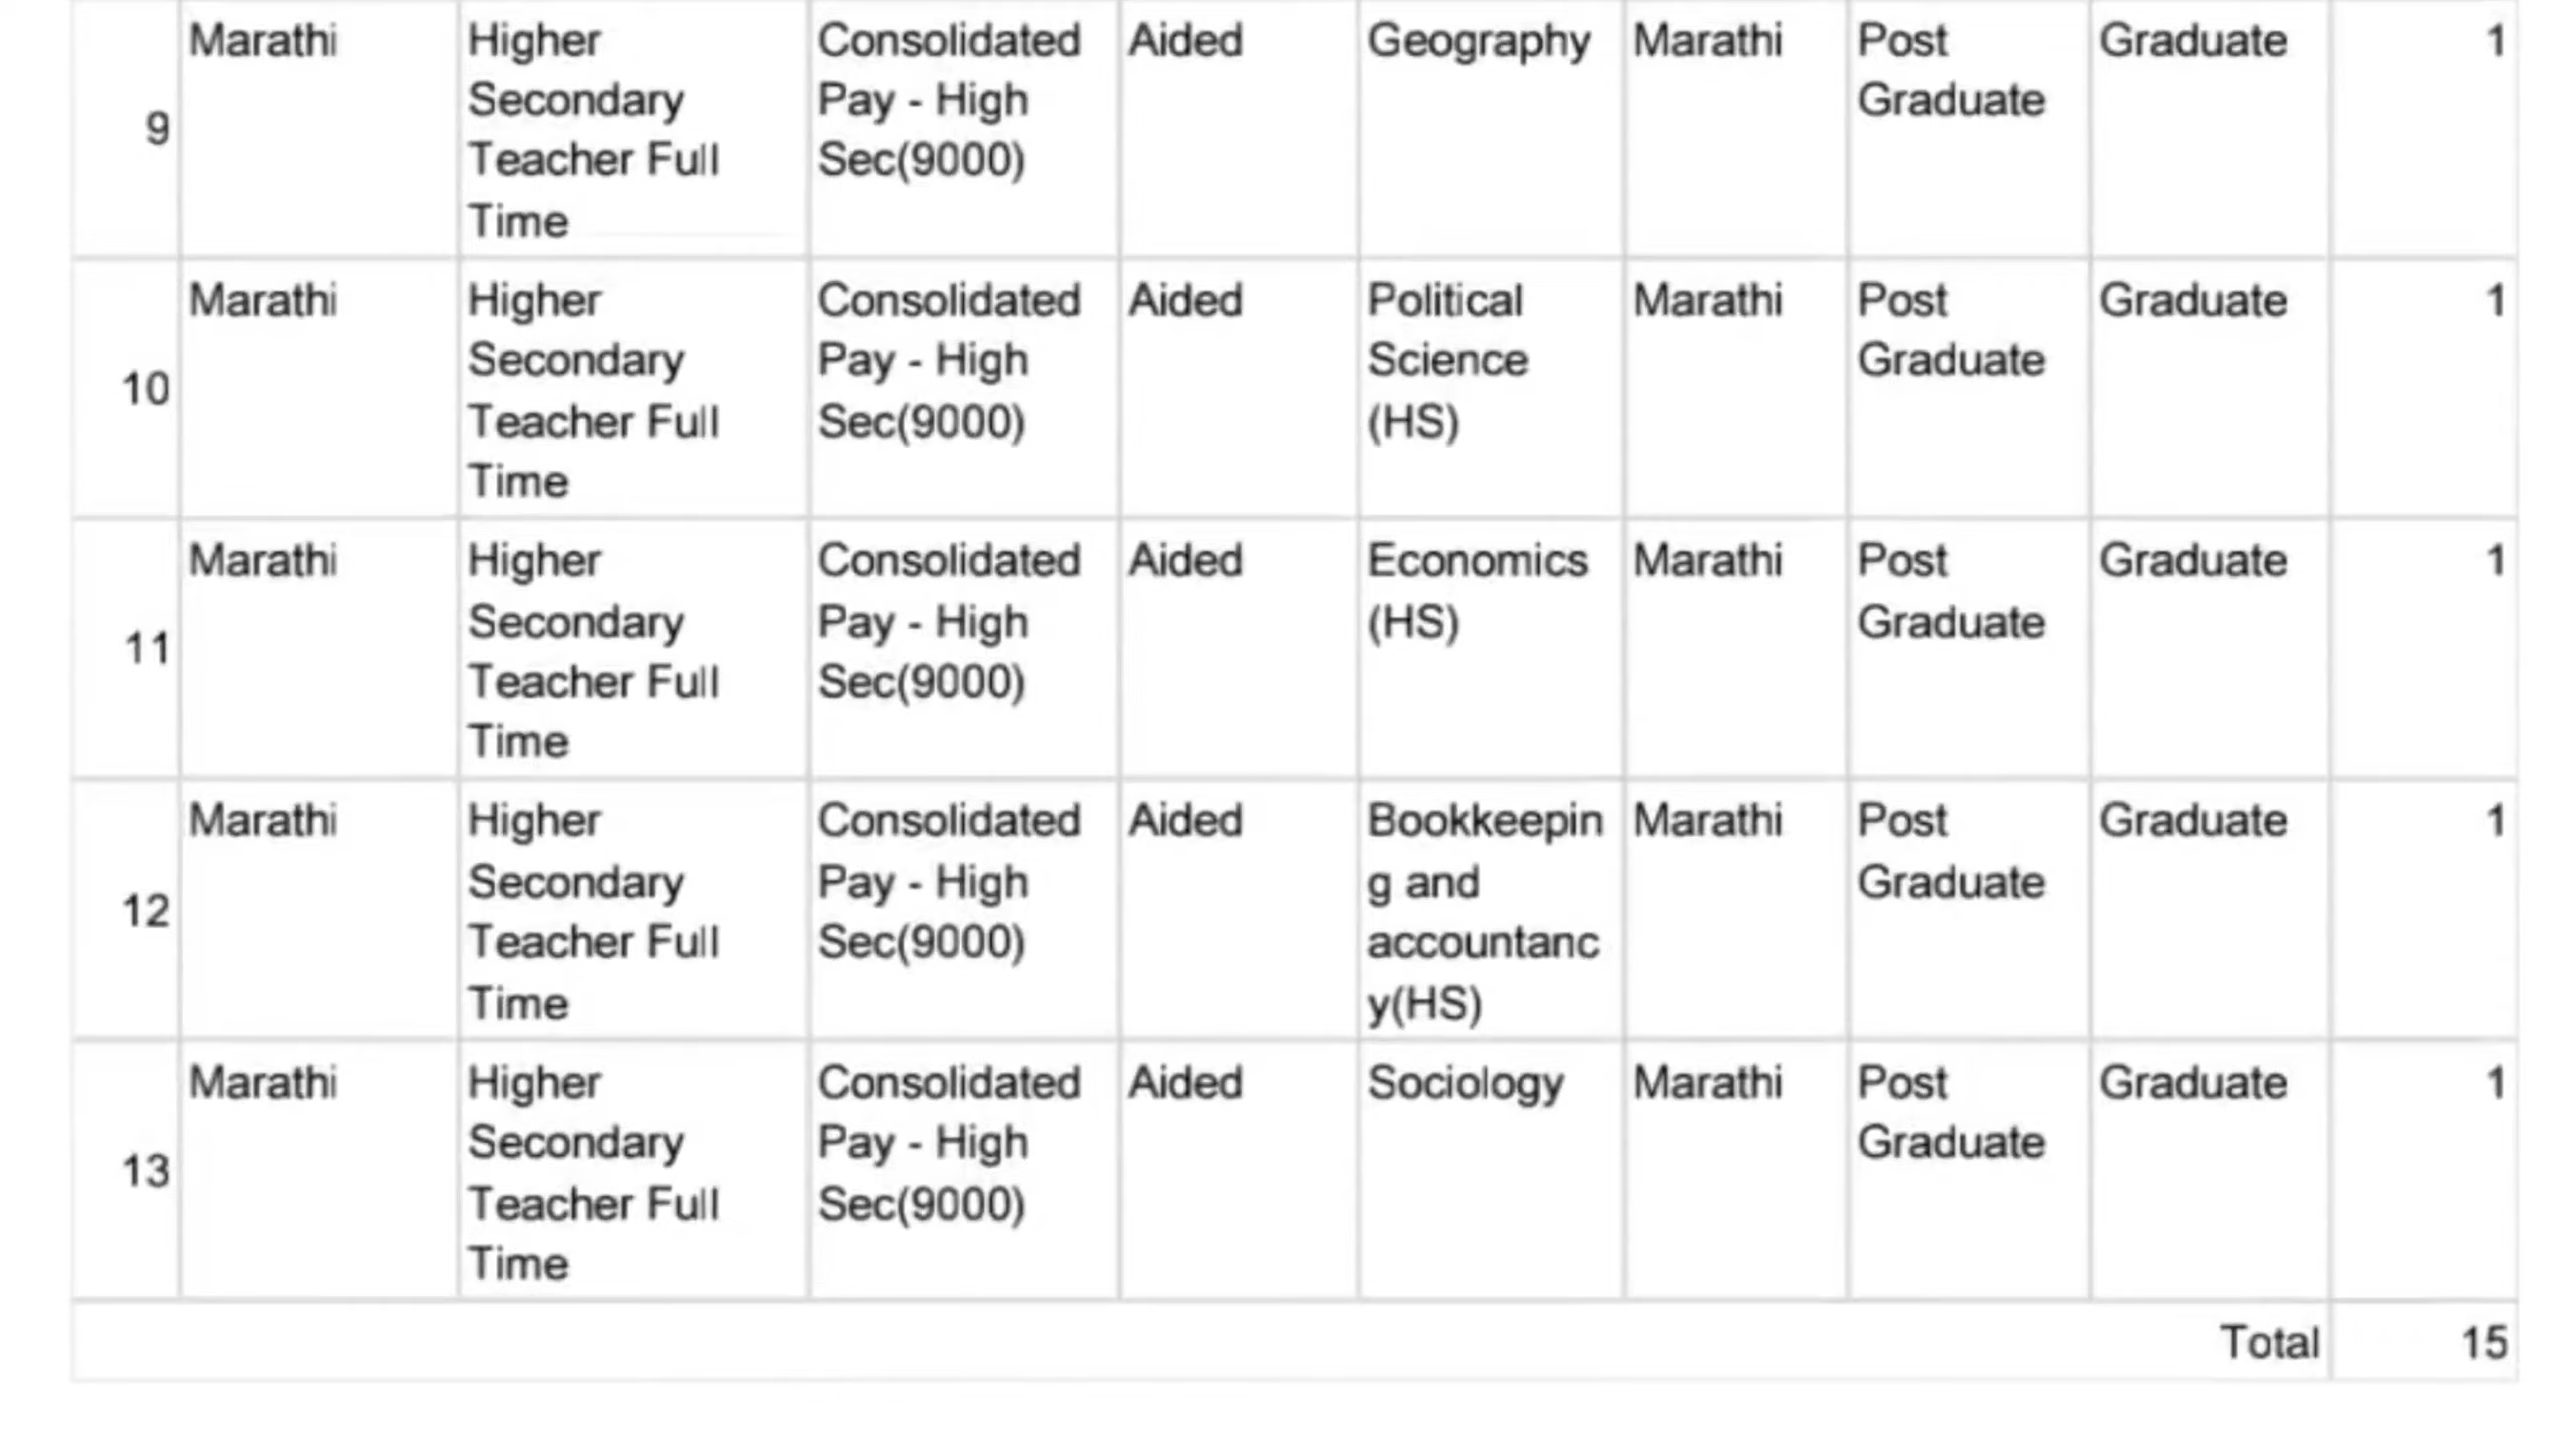 9 Marathi Higher Secondary Teacher Full Time Consolidated Pay - High Sec(9000) Aided Geography Marathi Post Graduate Graduate 1
10 Marathi Higher Secondary Teacher Full Time Consolidated Pay - High Sec(9000) Aided Political Science (HS) Marathi Post Graduate Graduate 1
11 Marathi Higher Secondary Teacher Full Time Consolidated Pay - High Sec(9000) Aided Economics (HS) Marathi Post Graduate Graduate 1
12 Marathi Higher Secondary Teacher Full Time Consolidated Pay - High Sec(9000) Aided Bookkeeping and accountancy(HS) Marathi Post Graduate Graduate 1
13 Marathi Higher Secondary Teacher Full Time Consolidated Pay - High Sec(9000) Aided Sociology Marathi Post Graduate Graduate 1
Total 15